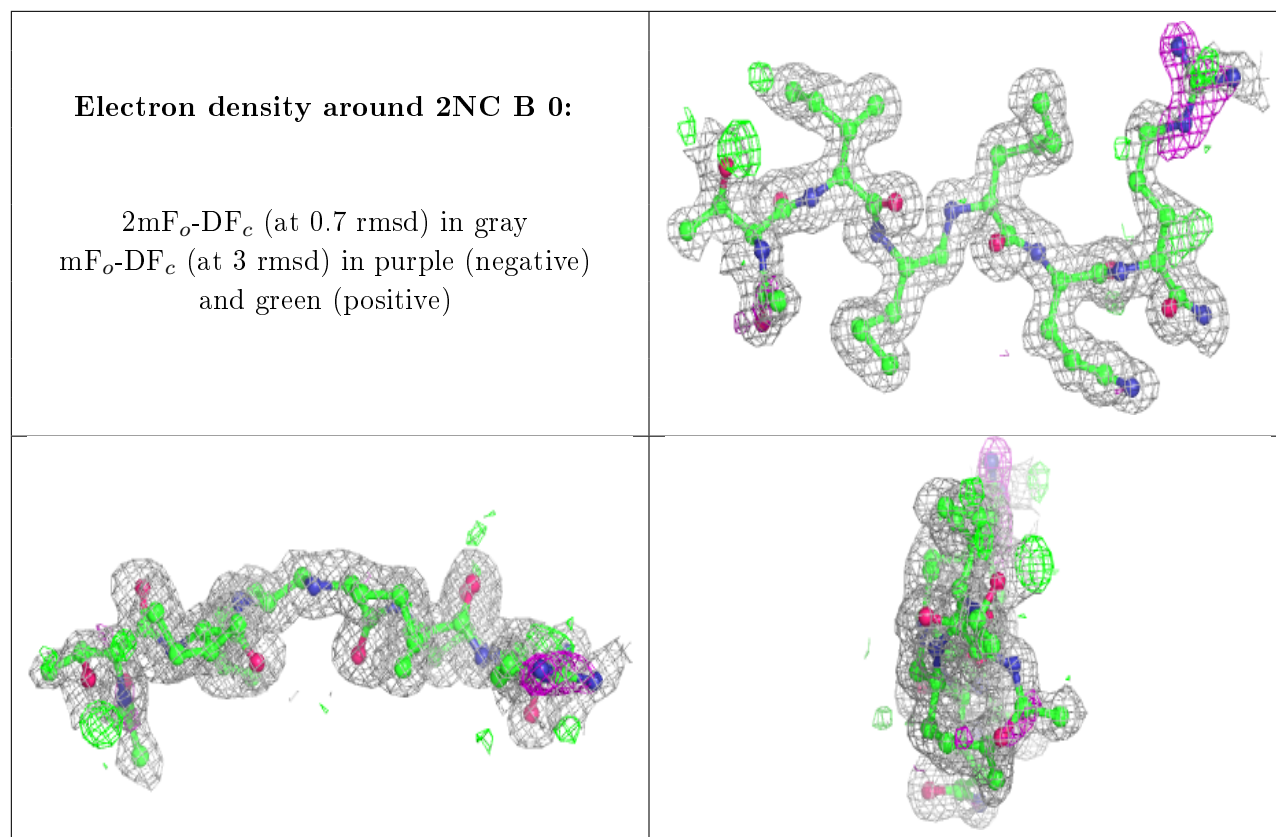 Electron density around 2NC B 0:
2mFₒ-DF𝒸 (at 0.7 rmsd) in gray
mFₒ-DF𝒸 (at 3 rmsd) in purple (negative)
and green (positive)